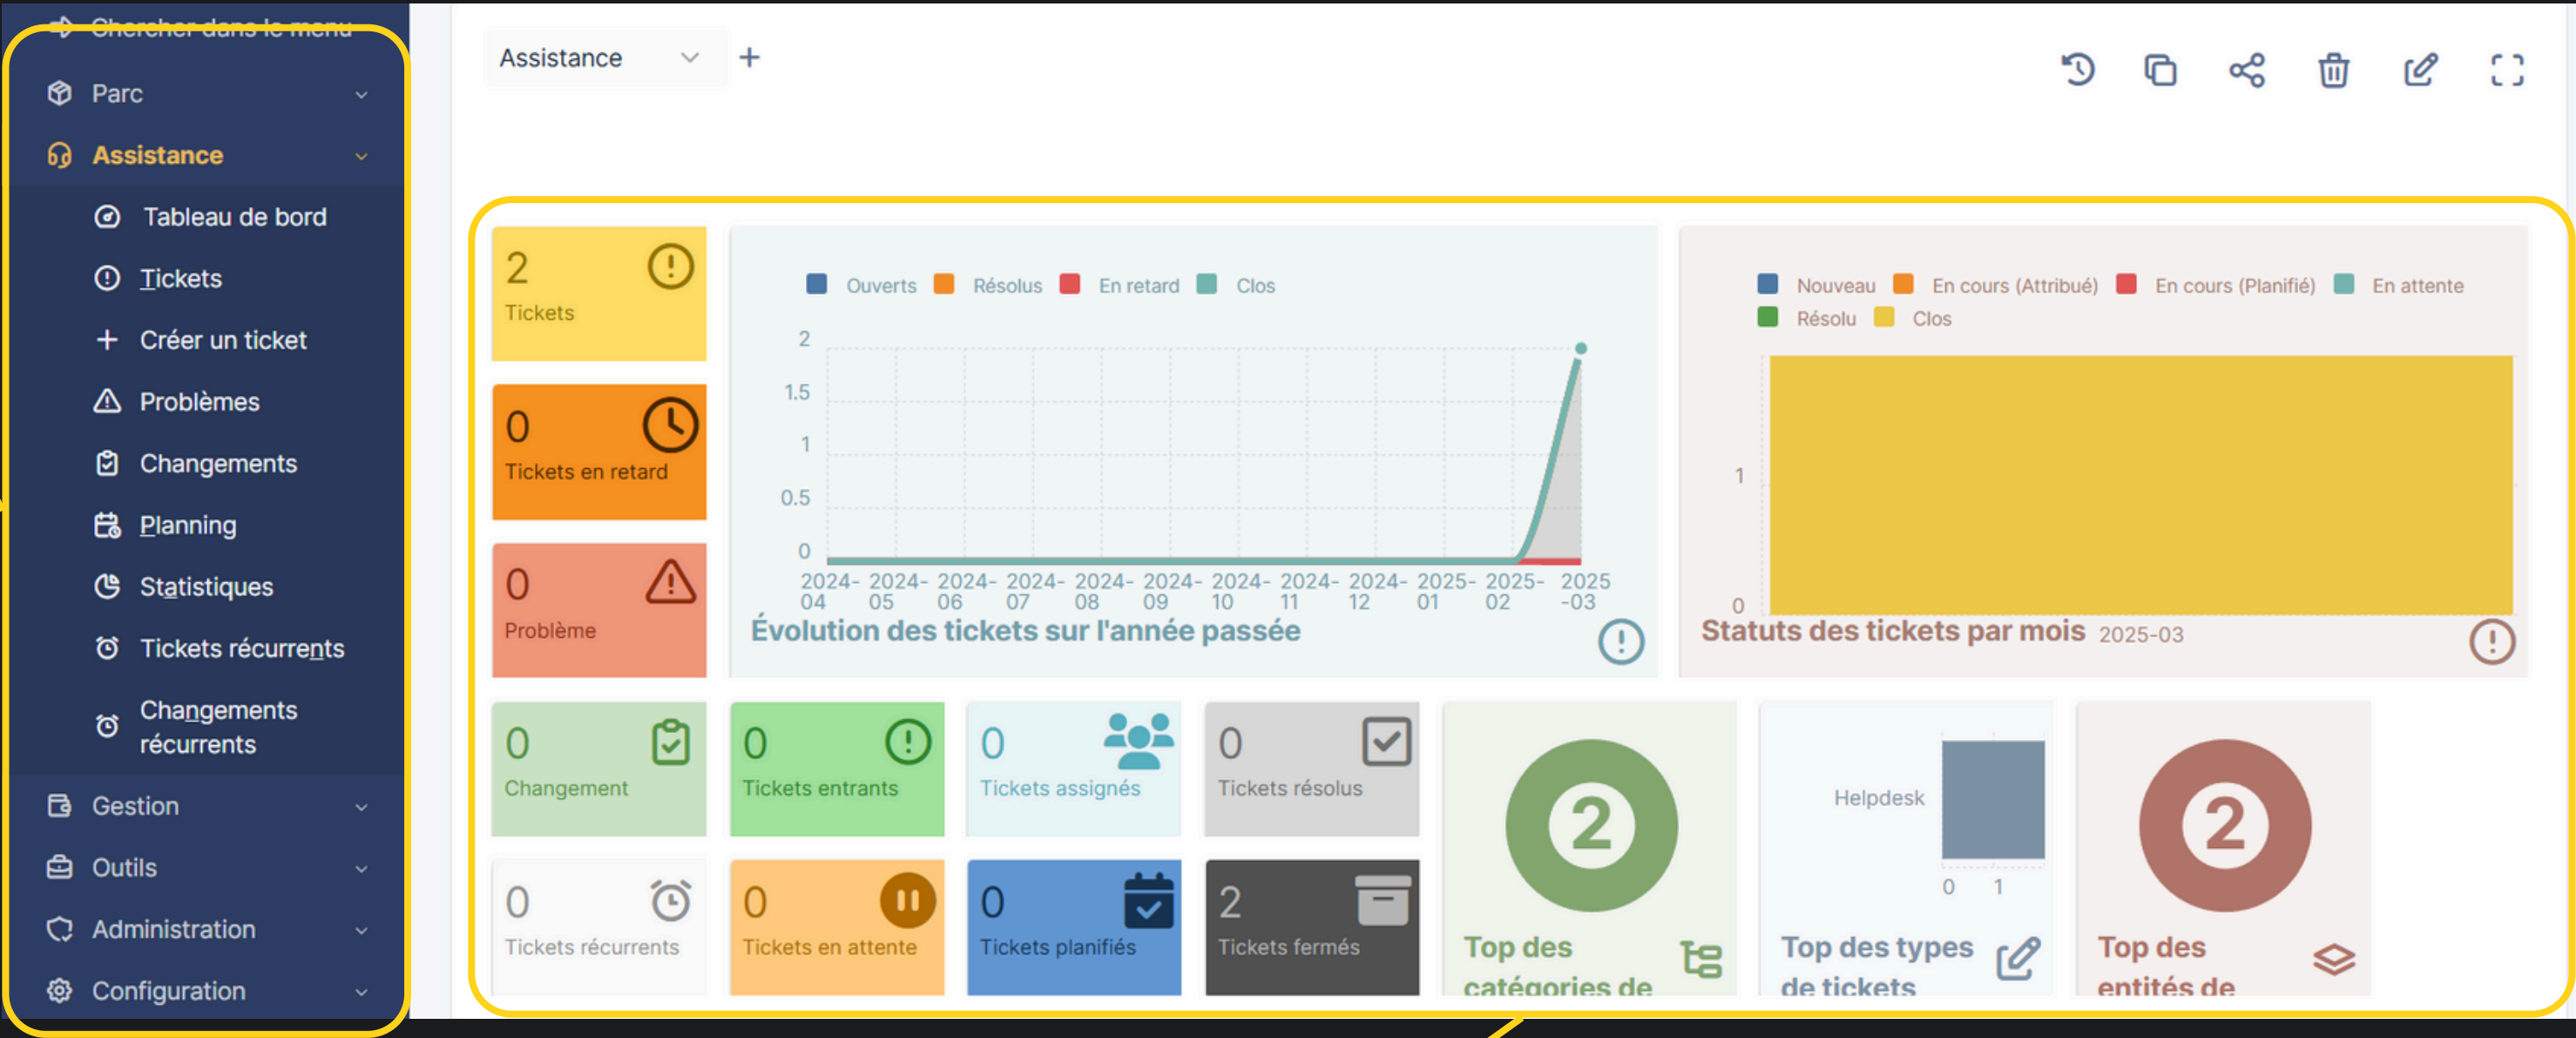 Chercher dans le menu
Parc
Assistance
Tableau de bord
Tickets
Créer un ticket
Problèmes
Changements
Planning
Statistiques
Tickets récurrents
Changements
récurrents
Gestion
Outils
Administration
Configuration
Assistance
2
Tickets
0
Tickets en retard
0
Problème
Ouverts Résolus En retard Clos
2
1.5
1
0.5
0
2024- 2024- 2024- 2024- 2024- 2024- 2024- 2024- 2024- 2025- 2025- 2025
04 05 06 07 08 09 10 11 12 01 02 -03
Évolution des tickets sur l'année passée
Nouveau En cours (Attribué) En cours (Planifié) En attente
Résolu Clos
1
0
Statuts des tickets par mois 2025-03
0
Changement
0
Tickets entrants
0
Tickets assignés
0
Tickets résolus
0
Tickets récurrents
0
Tickets en attente
0
Tickets planifiés
2
Tickets fermés
2
Top des
catégories de
Helpdesk
0 1
Top des types
de tickets
2
Top des
entités de